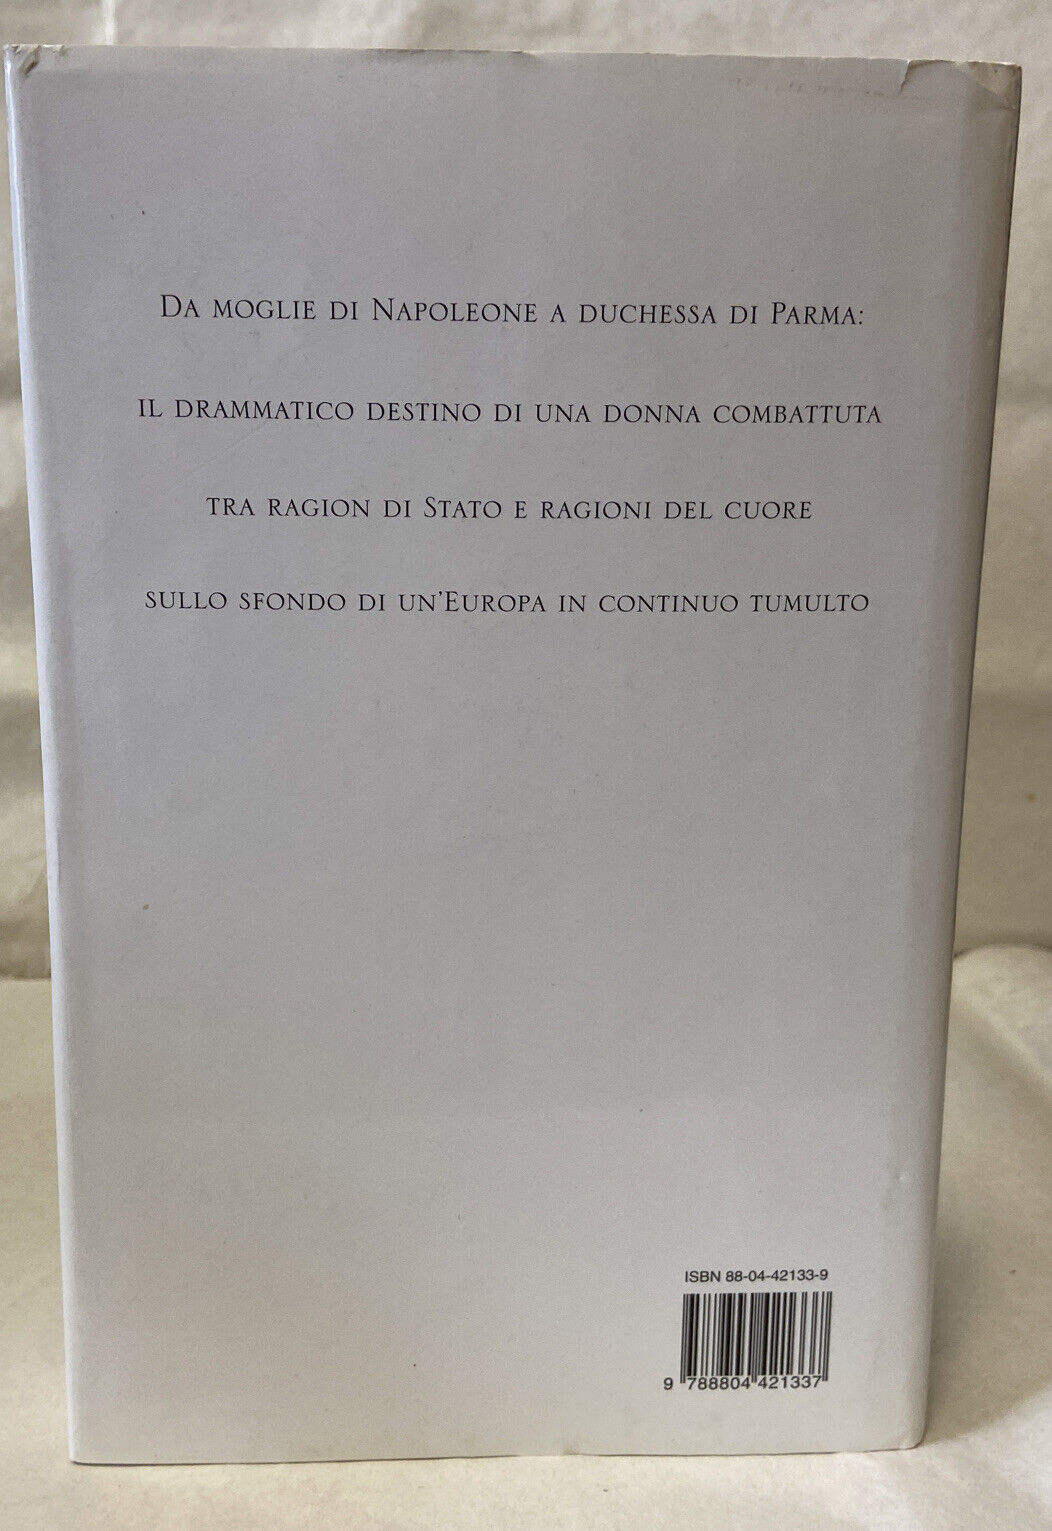 Da moglie di Napoleone a duchessa di Parma:
il drammatico destino di una donna combattuta
tra ragion di Stato e ragioni del cuore
sullo sfondo di un'Europa in continuo tumulto
ISBN 88-04-42133-9
9 788804 421337